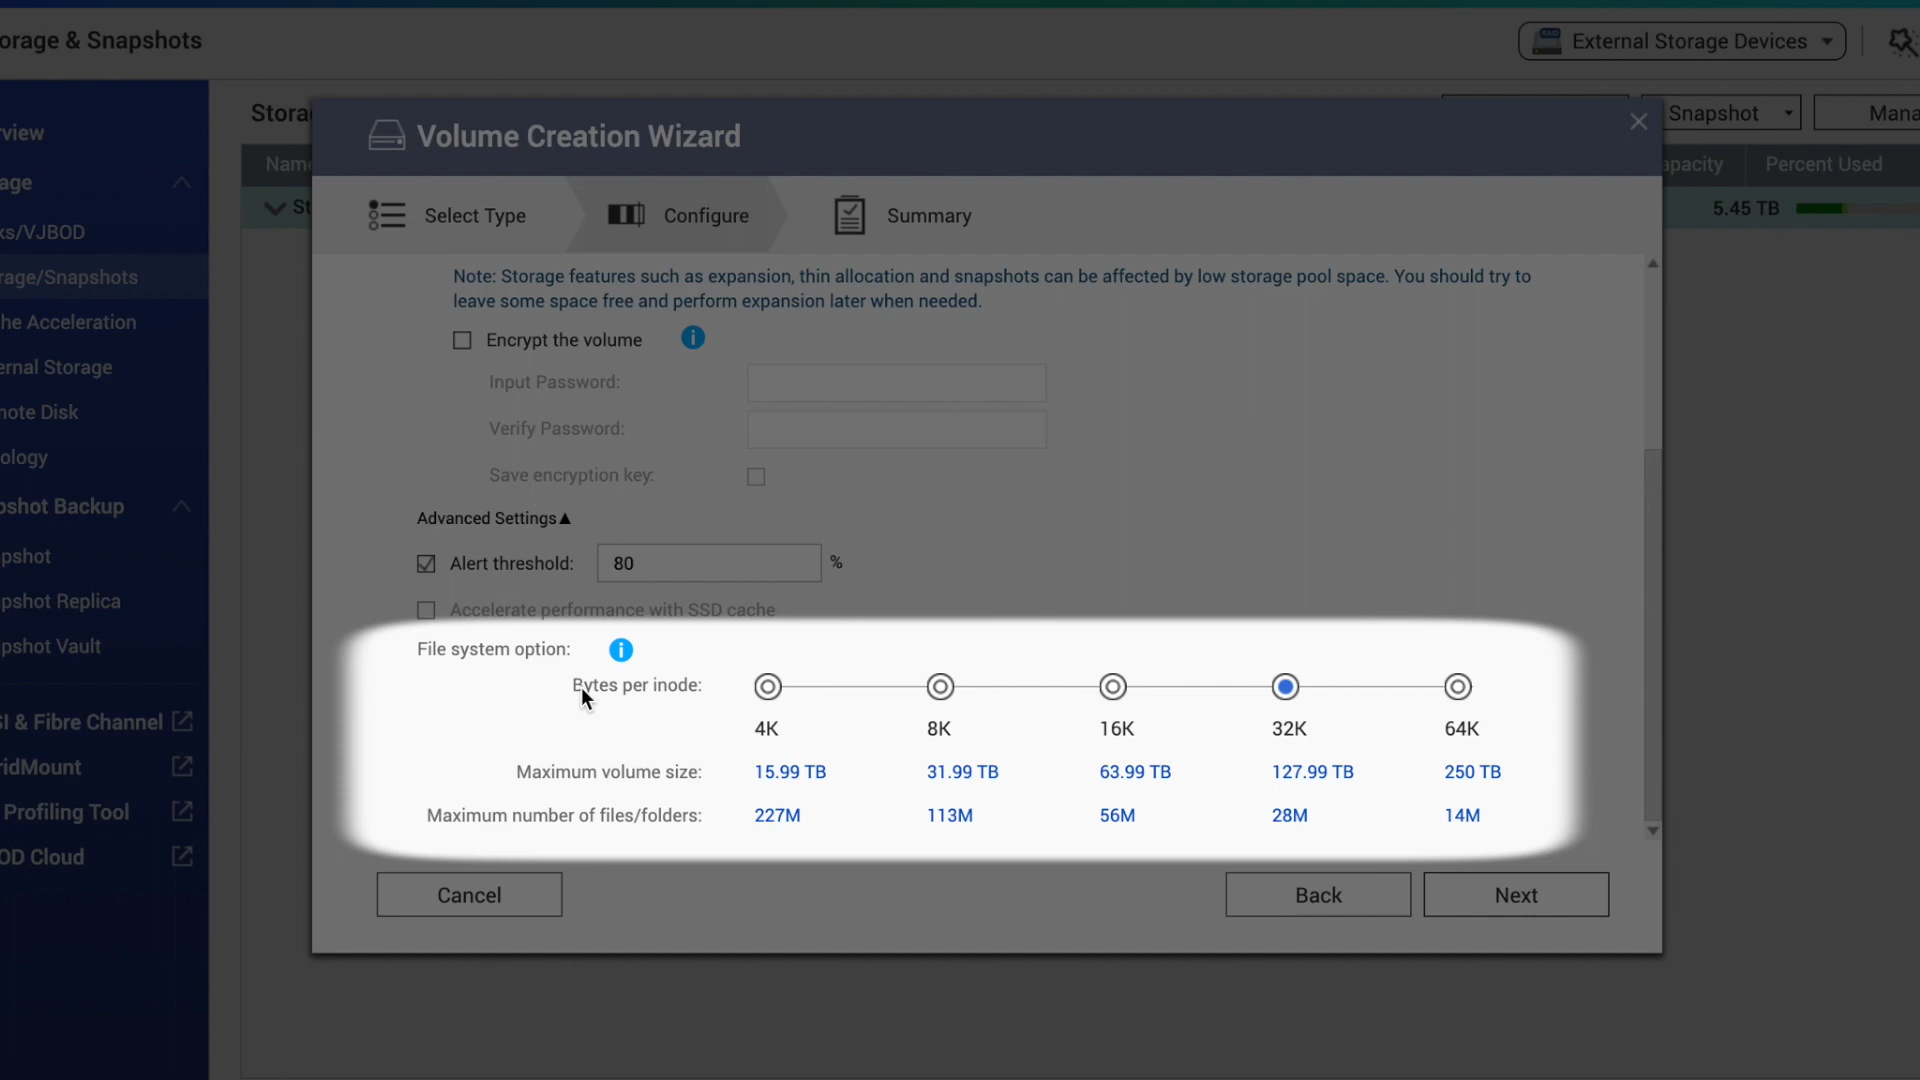 orage & Snapshots
External Storage Devices
rview
age
ks/VJBOD
rage/Snapshots
he Acceleration
ernal Storage
note Disk
ology
pshot Backup
pshot
pshot Replica
pshot Vault
SI & Fibre Channel
ridMount
Profiling Tool
OD Cloud
Stora
Snapshot
Mana
Name
apacity
Percent Used
St
5.45 TB
Volume Creation Wizard
Select Type
Configure
Summary
Note: Storage features such as expansion, thin allocation and snapshots can be affected by low storage pool space. You should try to
leave some space free and perform expansion later when needed.
Encrypt the volume
Input Password:
Verify Password:
Save encryption key:
Advanced Settings▲
Alert threshold: 80 %
Accelerate performance with SSD cache
File system option:
Bytes per inode:
4K 8K 16K 32K 64K
Maximum volume size: 15.99 TB 31.99 TB 63.99 TB 127.99 TB 250 TB
Maximum number of files/folders: 227M 113M 56M 28M 14M
Cancel
Back
Next